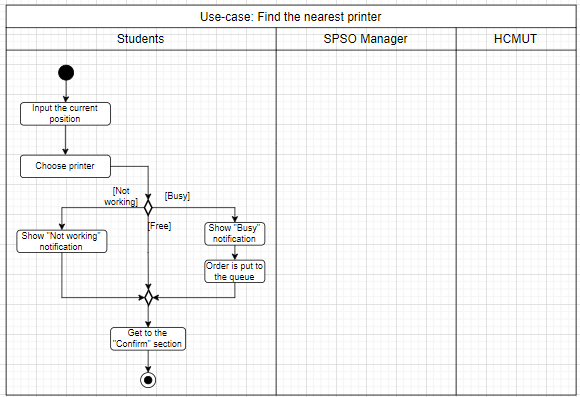 Use-case: Find the nearest printer
Students
SPSO Manager
HCMUT
Input the current
position
Choose printer
[Not
working]
[Busy]
[Free]
Show "Not working"
notification
Show "Busy"
notification
Order is put to
the queue
Get to the
"Confirm" section